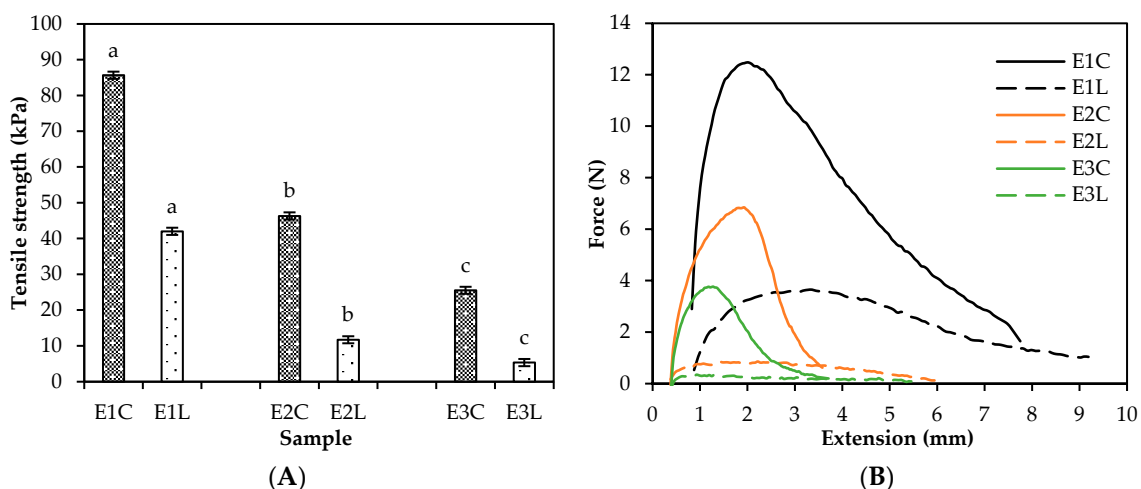 100
90
80
70
60
50
40
30
20
10
0
Tensile strength (kPa)
a
a
b
b
c
c
E1C E1L E2C E2L E3C E3L
Sample
(A)
14
12
10
8
6
4
2
0
Force (N)
E1C
E1L
E2C
E2L
E3C
E3L
0 1 2 3 4 5 6 7 8 9 10
Extension (mm)
(B)